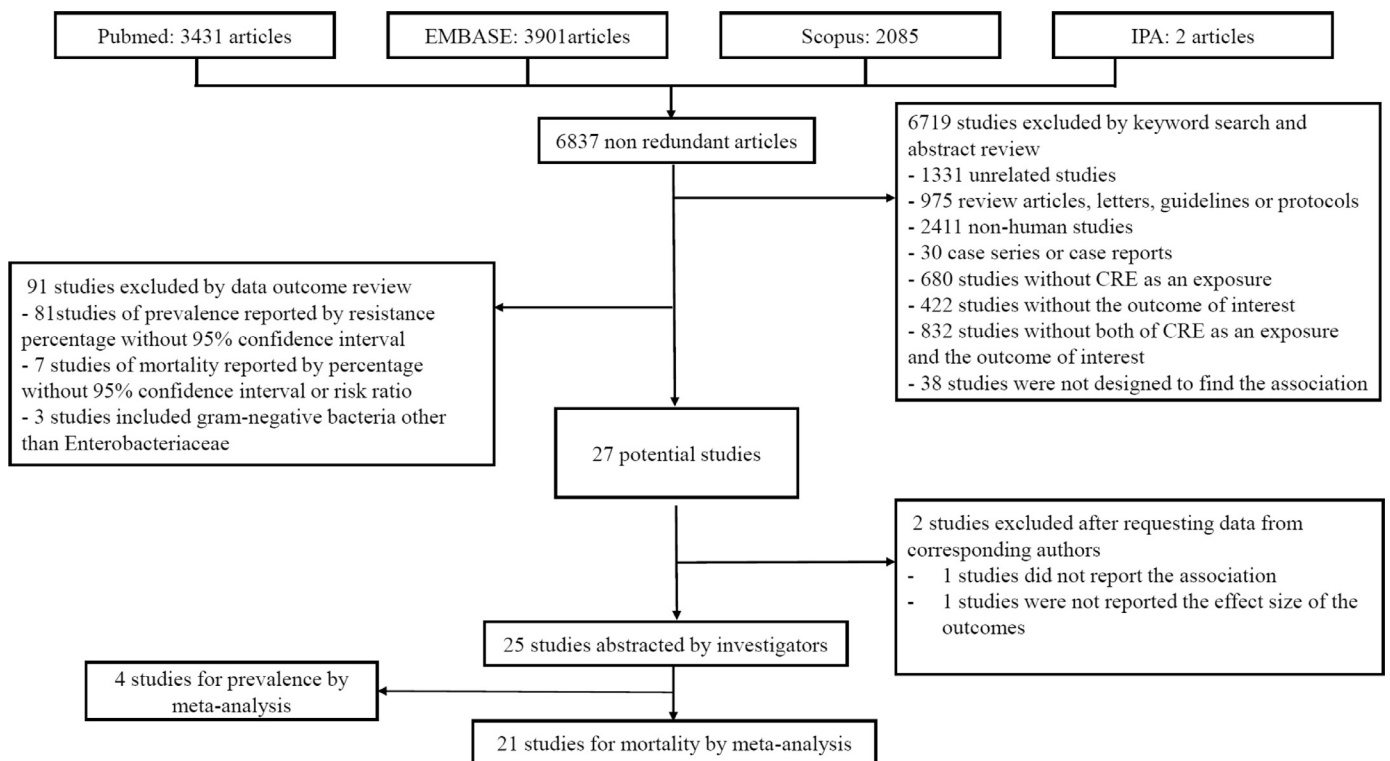 Pubmed: 3431 articles
EMBASE: 3901articles
Scopus: 2085
IPA: 2 articles
6837 non redundant articles
6719 studies excluded by keyword search and
abstract review
- 1331 unrelated studies
- 975 review articles, letters, guidelines or protocols
- 2411 non-human studies
- 30 case series or case reports
- 680 studies without CRE as an exposure
- 422 studies without the outcome of interest
- 832 studies without both of CRE as an exposure
and the outcome of interest
- 38 studies were not designed to find the association
91 studies excluded by data outcome review
- 81studies of prevalence reported by resistance
percentage without 95% confidence interval
- 7 studies of mortality reported by percentage
without 95% confidence interval or risk ratio
- 3 studies included gram-negative bacteria other
than Enterobacteriaceae
27 potential studies
2 studies excluded after requesting data from
corresponding authors
- 1 studies did not report the association
- 1 studies were not reported the effect size of the
outcomes
25 studies abstracted by investigators
4 studies for prevalence by
meta-analysis
21 studies for mortality by meta-analysis